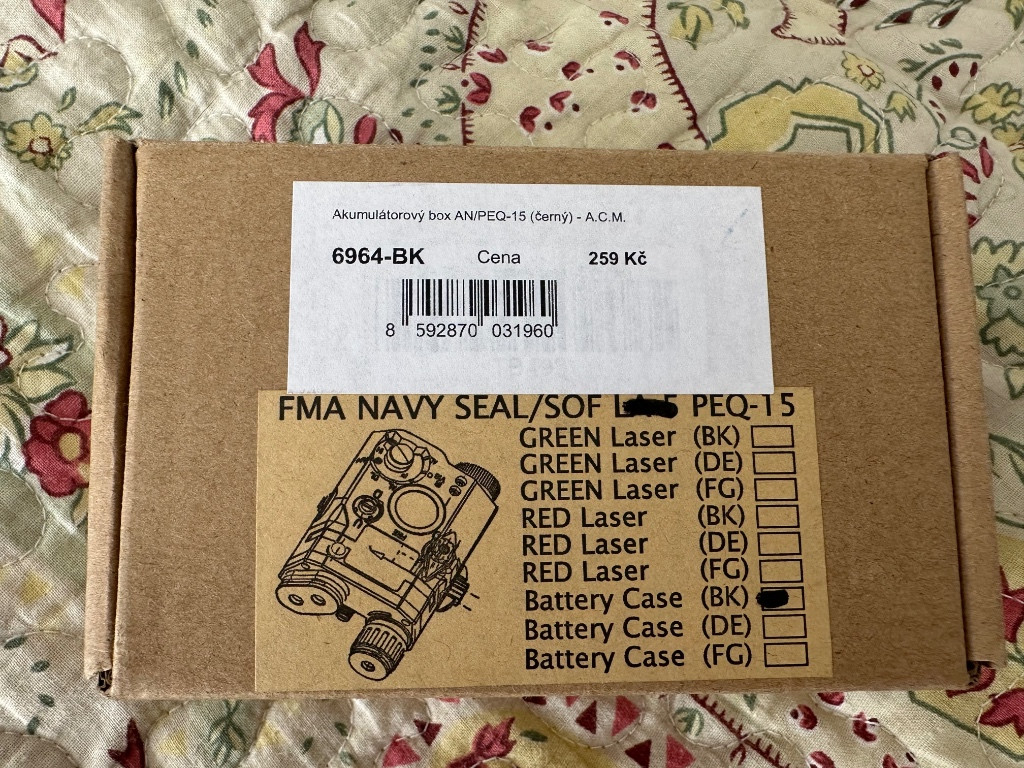 Akumulátorový box AN/PEQ-15 (černý) - A.C.M.
6964-BK Cena 259 Kč
8 592870 031960
FMA NAVY SEAL/SOF PEQ-15
GREEN Laser (BK)
GREEN Laser (DE)
GREEN Laser (FG)
RED Laser (BK)
RED Laser (DE)
RED Laser (FG)
Battery Case (BK)
Battery Case (DE)
Battery Case (FG)